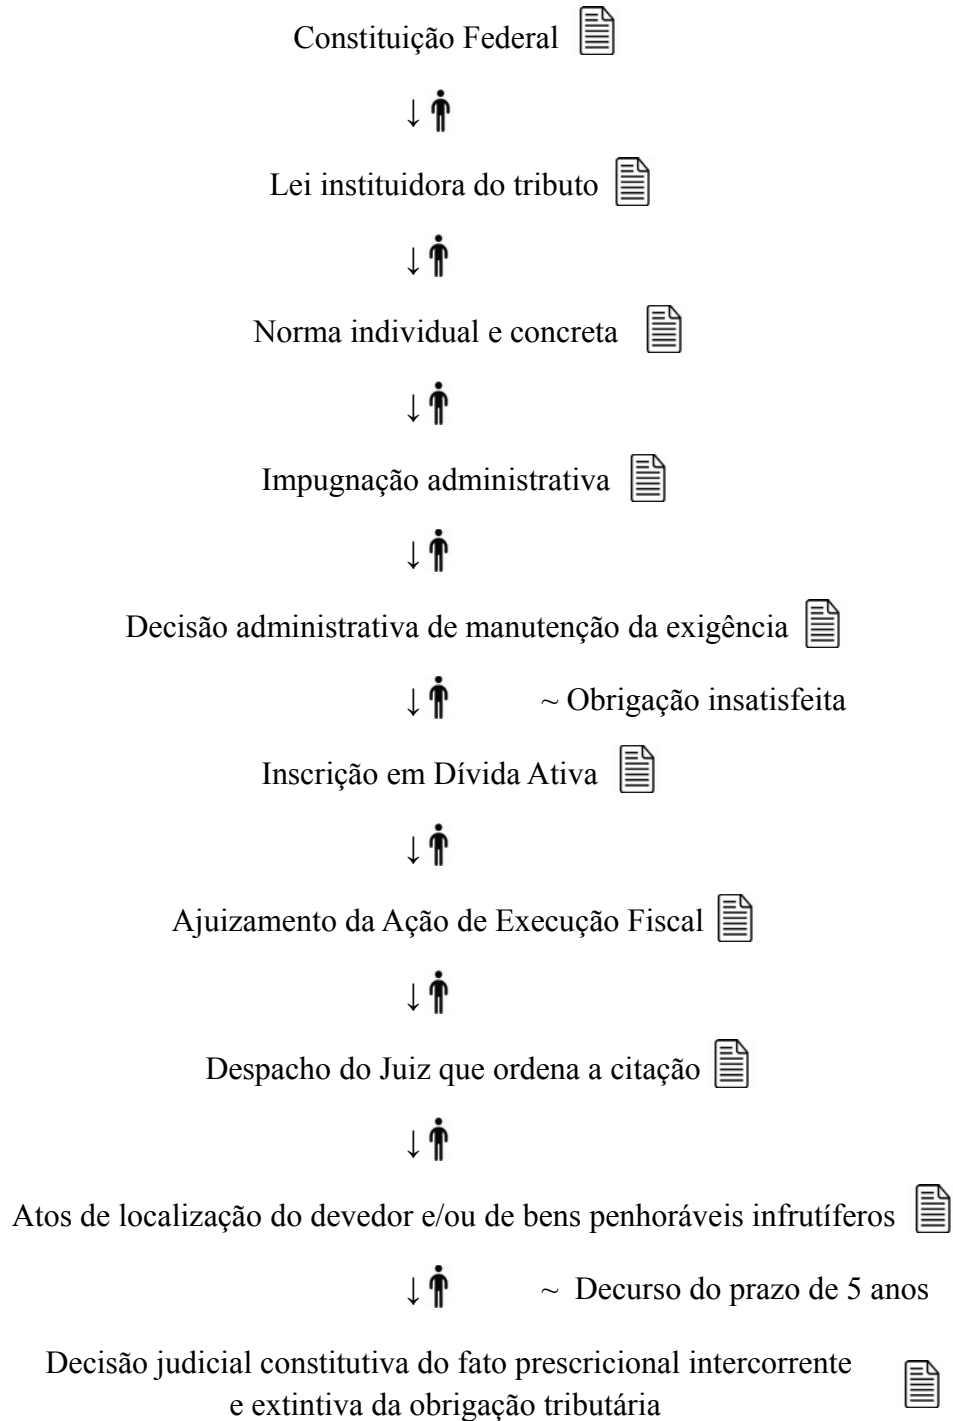 Constituição Federal
↓
Lei instituidora do tributo
↓
Norma individual e concreta
↓
Impugnação administrativa
↓
Decisão administrativa de manutenção da exigência
↓ ~ Obrigação insatisfeita
Inscrição em Dívida Ativa
↓
Ajuizamento da Ação de Execução Fiscal
↓
Despacho do Juiz que ordena a citação
↓
Atos de localização do devedor e/ou de bens penhoráveis infrutíferos
↓ ~ Decurso do prazo de 5 anos
Decisão judicial constitutiva do fato prescricional intercorrente
e extintiva da obrigação tributária